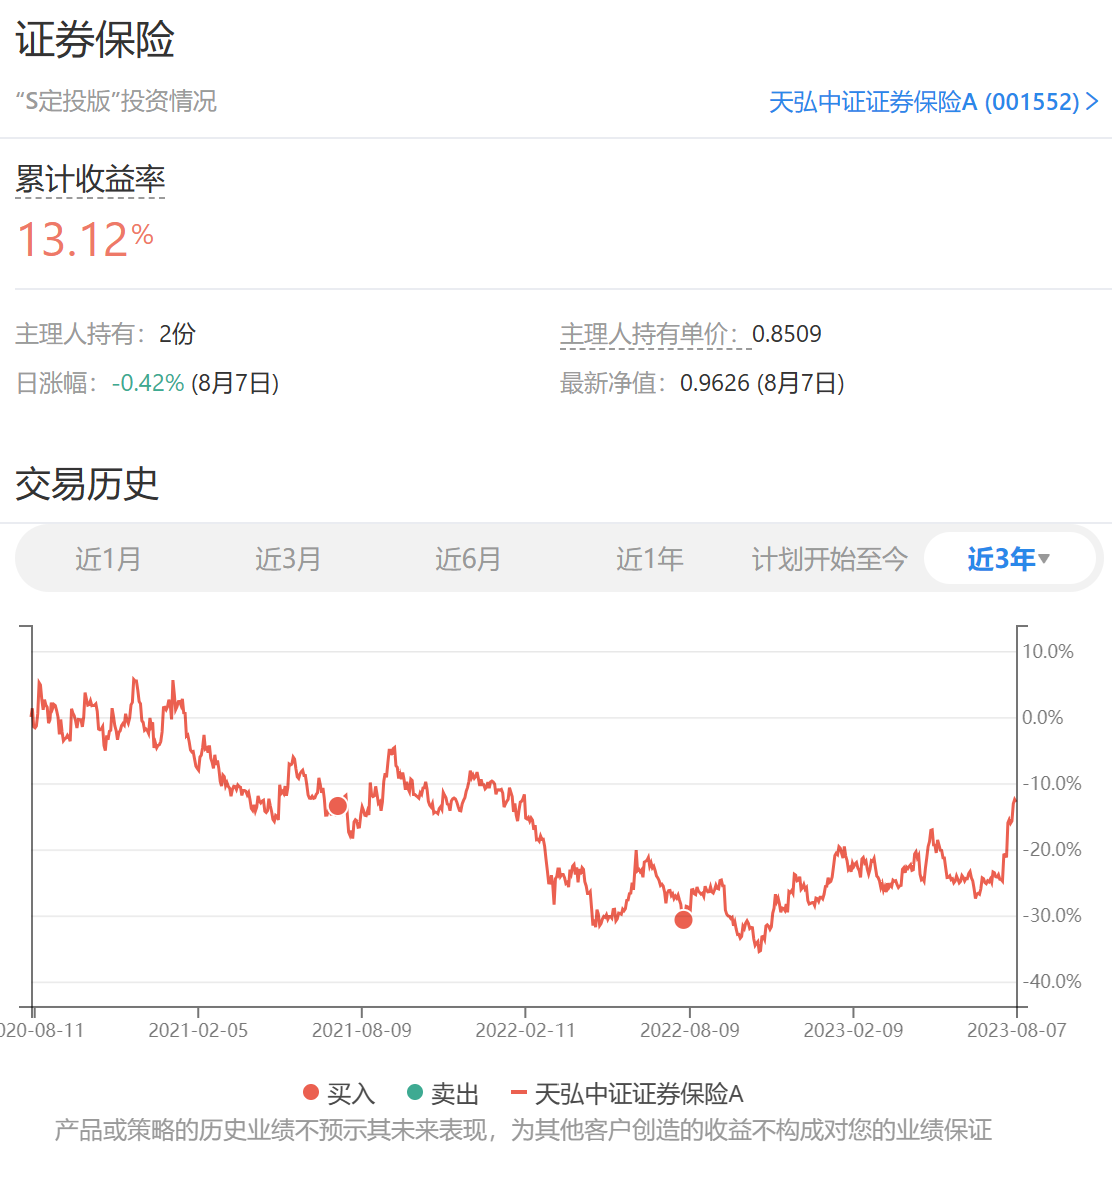 证券保险
“S定投版”投资情况 天弘中证证券保险A (001552) >
累计收益率
13.12%
主理人持有：2份 主理人持有单价：0.8509
日涨幅：-0.42% (8月7日) 最新净值：0.9626 (8月7日)
交易历史
近1月 近3月 近6月 近1年 计划开始至今 近3年▾
10.0%
0.0%
-10.0%
-20.0%
-30.0%
-40.0%
020-08-11 2021-02-05 2021-08-09 2022-02-11 2022-08-09 2023-02-09 2023-08-07
买入 卖出 天弘中证证券保险A
产品或策略的历史业绩不预示其未来表现，为其他客户创造的收益不构成对您的业绩保证